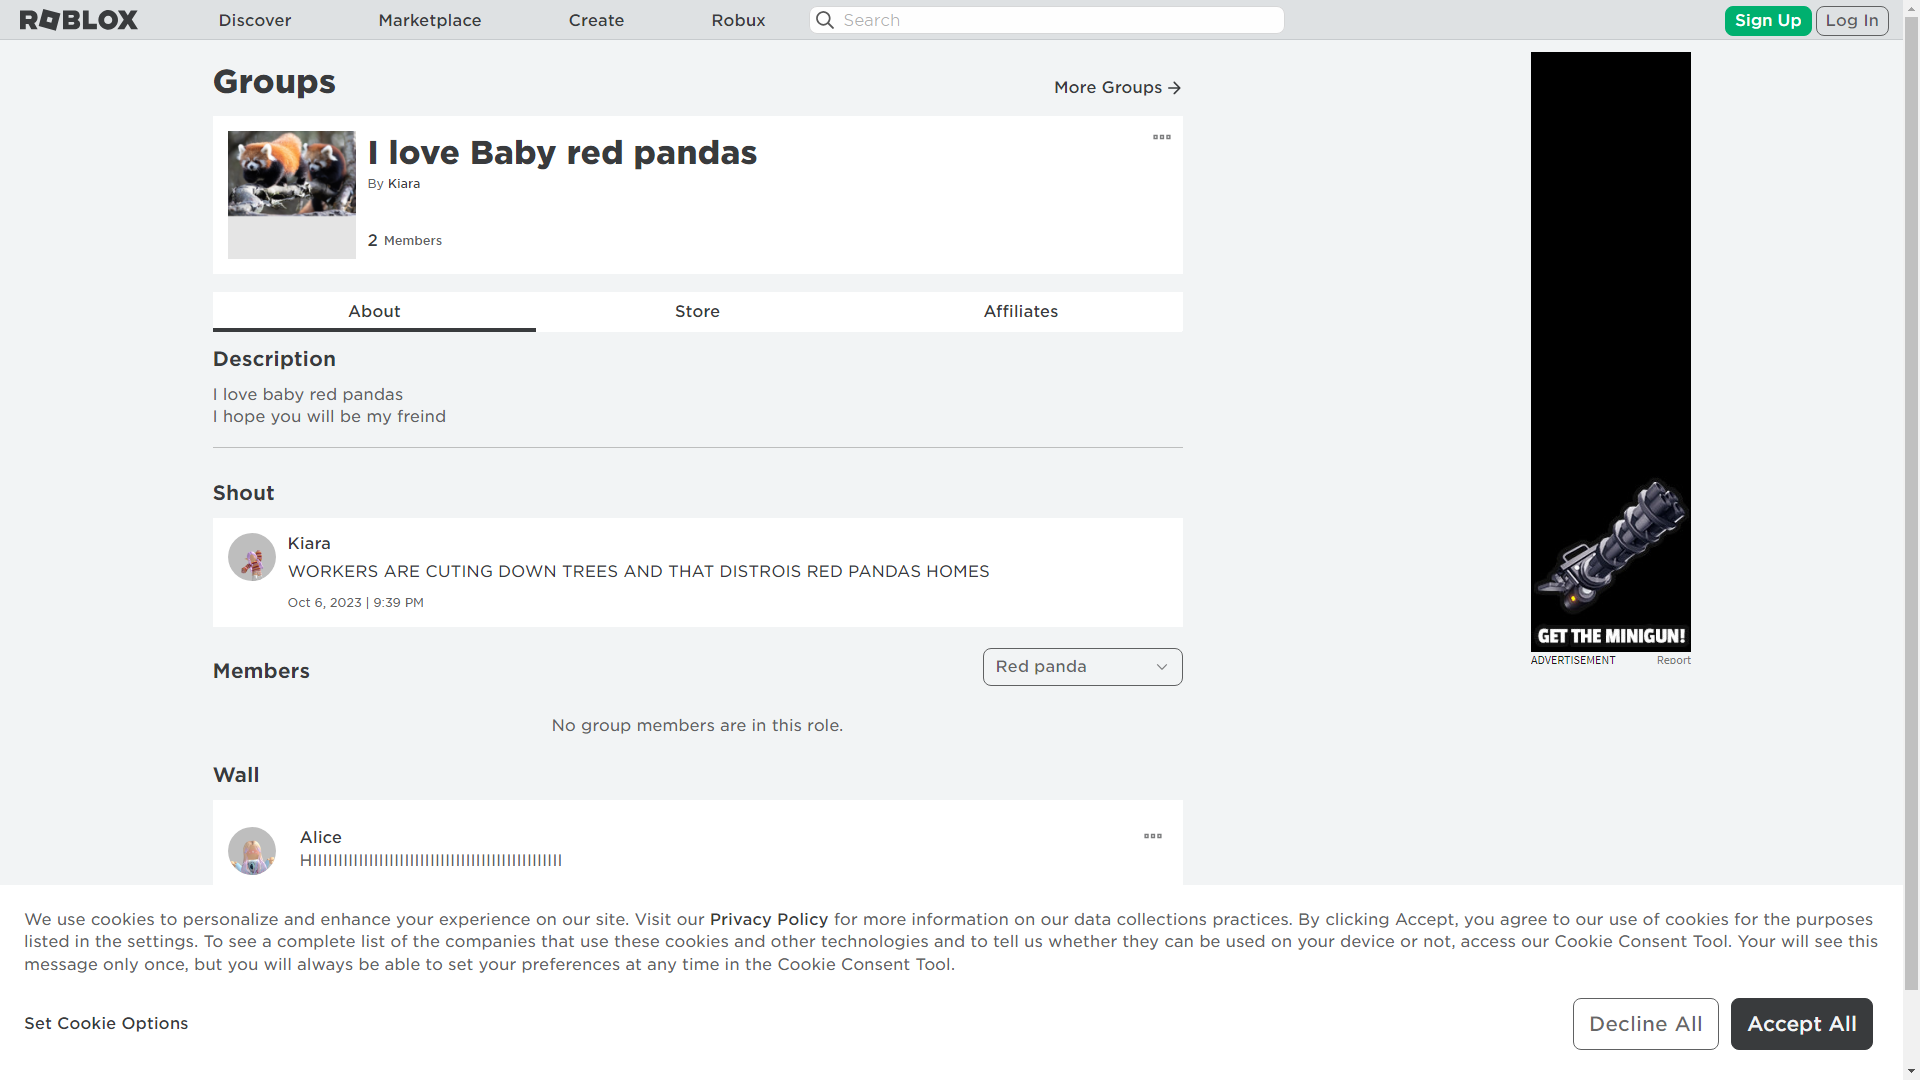 ROBLOX
Discover
Marketplace
Create
Robux
Search
Sign Up
Log In
Groups
More Groups
I love Baby red pandas
By Kiara
2 Members
About
Store
Affiliates
Description
I love baby red pandas
I hope you will be my freind
Shout
Kiara
WORKERS ARE CUTING DOWN TREES AND THAT DISTROIS RED PANDAS HOMES
Oct 6, 2023 | 9:39 PM
Members
Red panda
No group members are in this role.
Wall
Alice
GET THE MINIGUN!
ADVERTISEMENT
Report
We use cookies to personalize and enhance your experience on our site. Visit our Privacy Policy for more information on our data collections practices. By clicking Accept, you agree to our use of cookies for the purposes
listed in the settings. To see a complete list of the companies that use these cookies and other technologies and to tell us whether they can be used on your device or not, access our Cookie Consent Tool. Your will see this
message only once, but you will always be able to set your preferences at any time in the Cookie Consent Tool.
Set Cookie Options
Decline All
Accept All